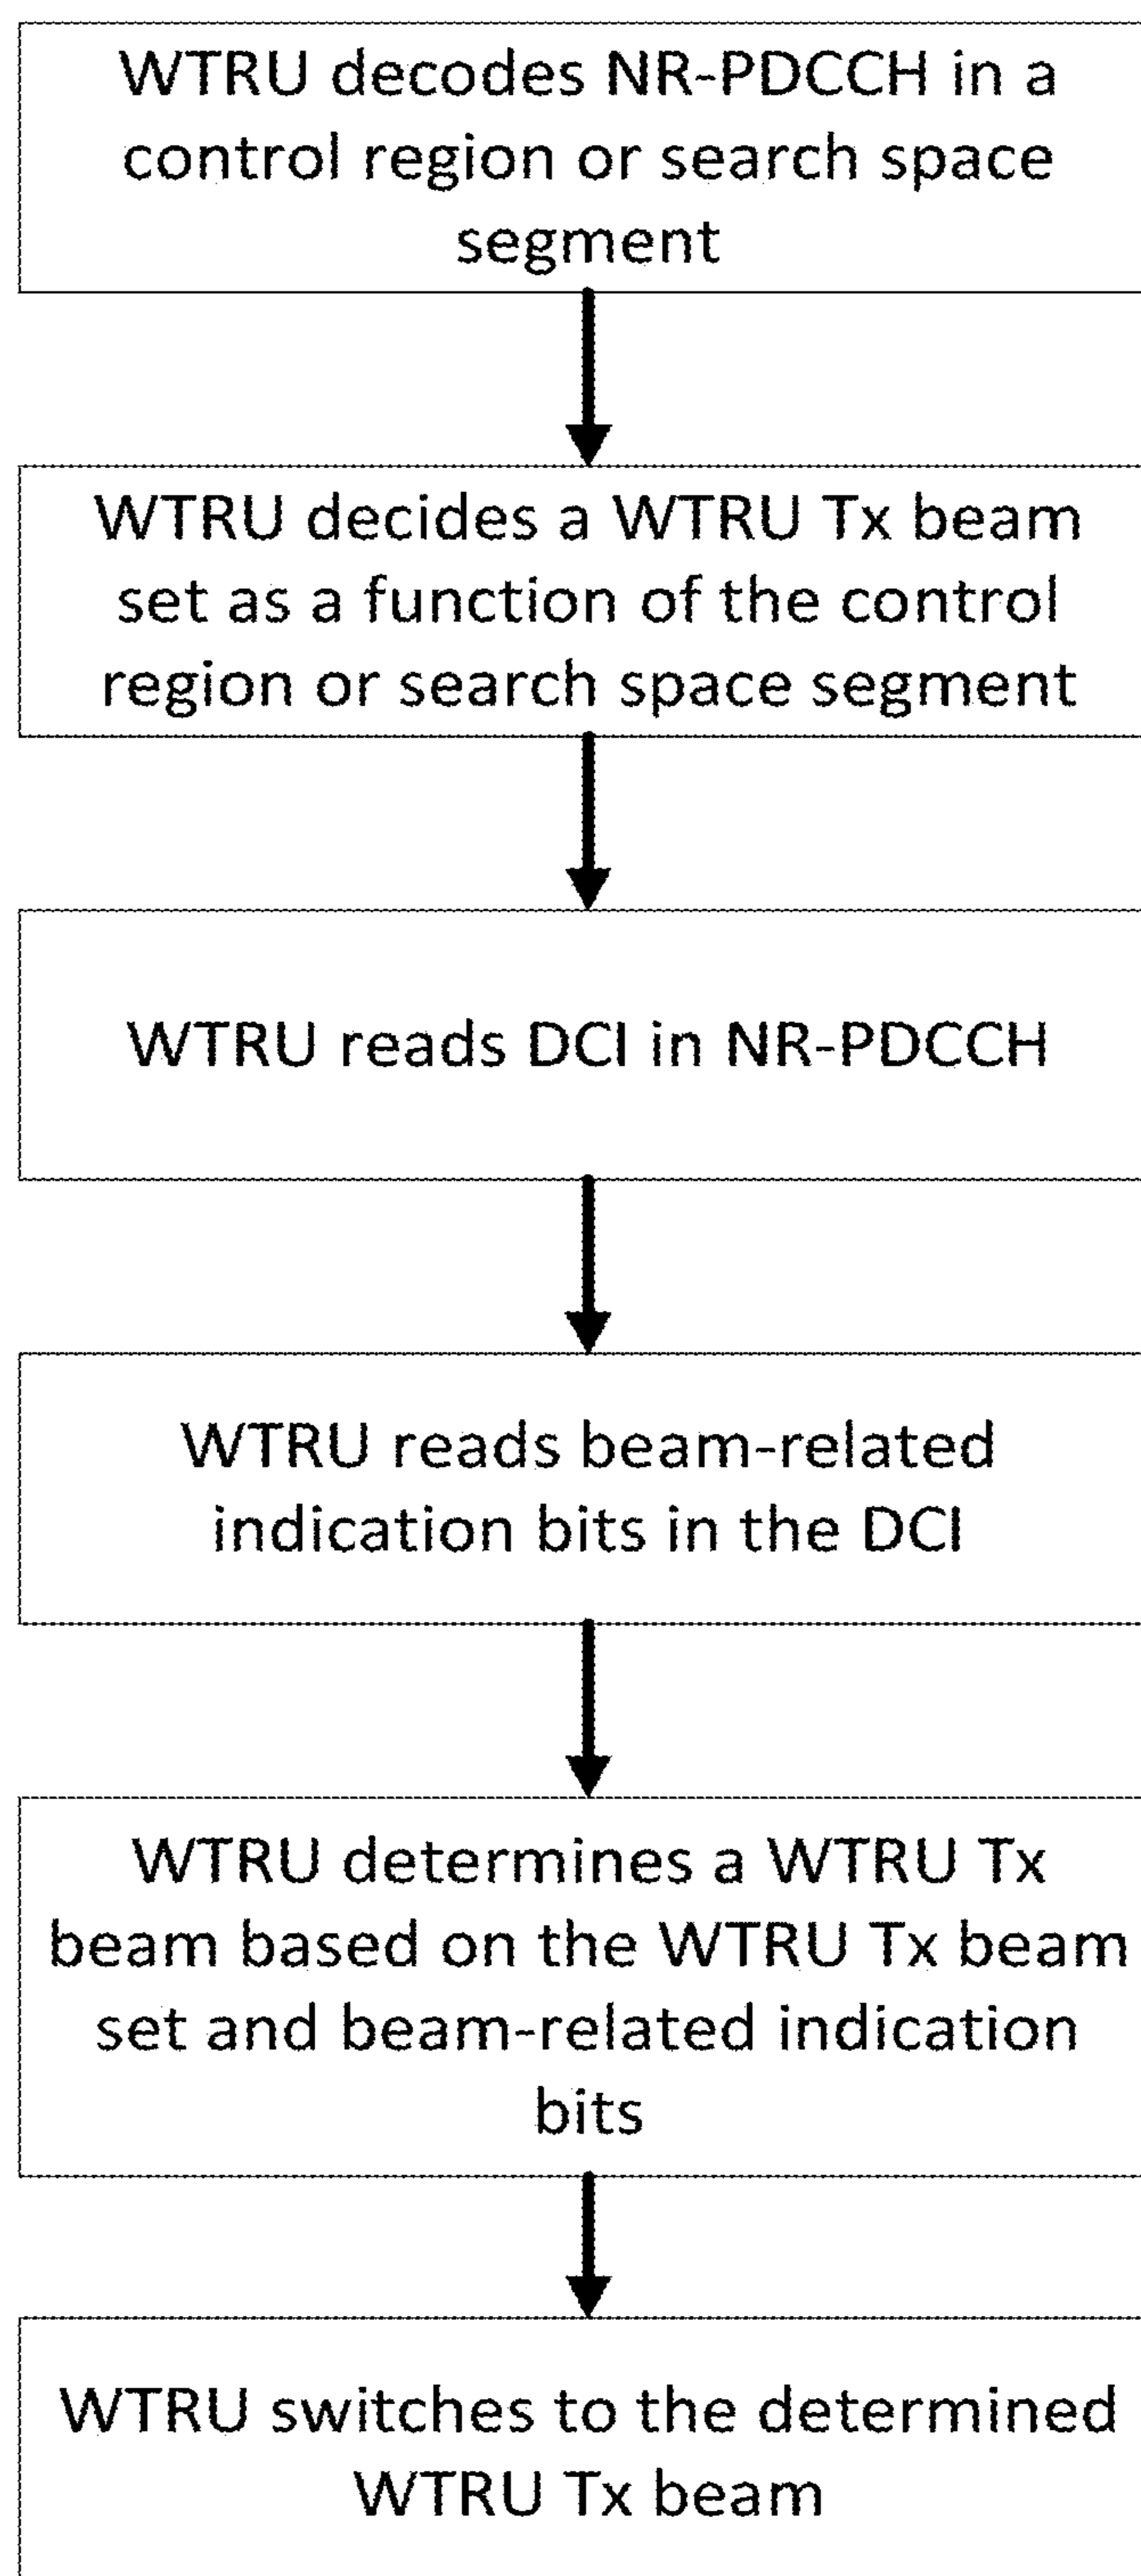 WTRU decodes NR-PDCCH in a
control region or search space
segment
WTRU decides a WTRU Tx beam
set as a function of the control
region or search space segment
WTRU reads DCI in NR-PDCCH
WTRU reads beam-related
indication bits in the DCI
WTRU determines a WTRU Tx
beam based on the WTRU Tx beam
set and beam-related indication
bits
WTRU switches to the determined
WTRU Tx beam